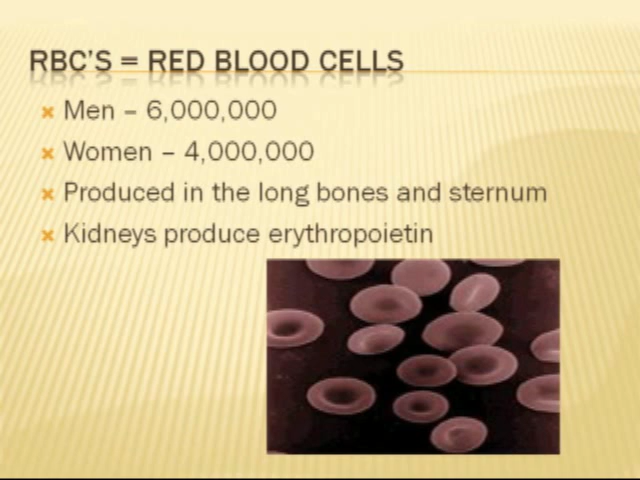 RBC'S = RED BLOOD CELLS
Men – 6,000,000
Women – 4,000,000
Produced in the long bones and sternum
Kidneys produce erythropoietin